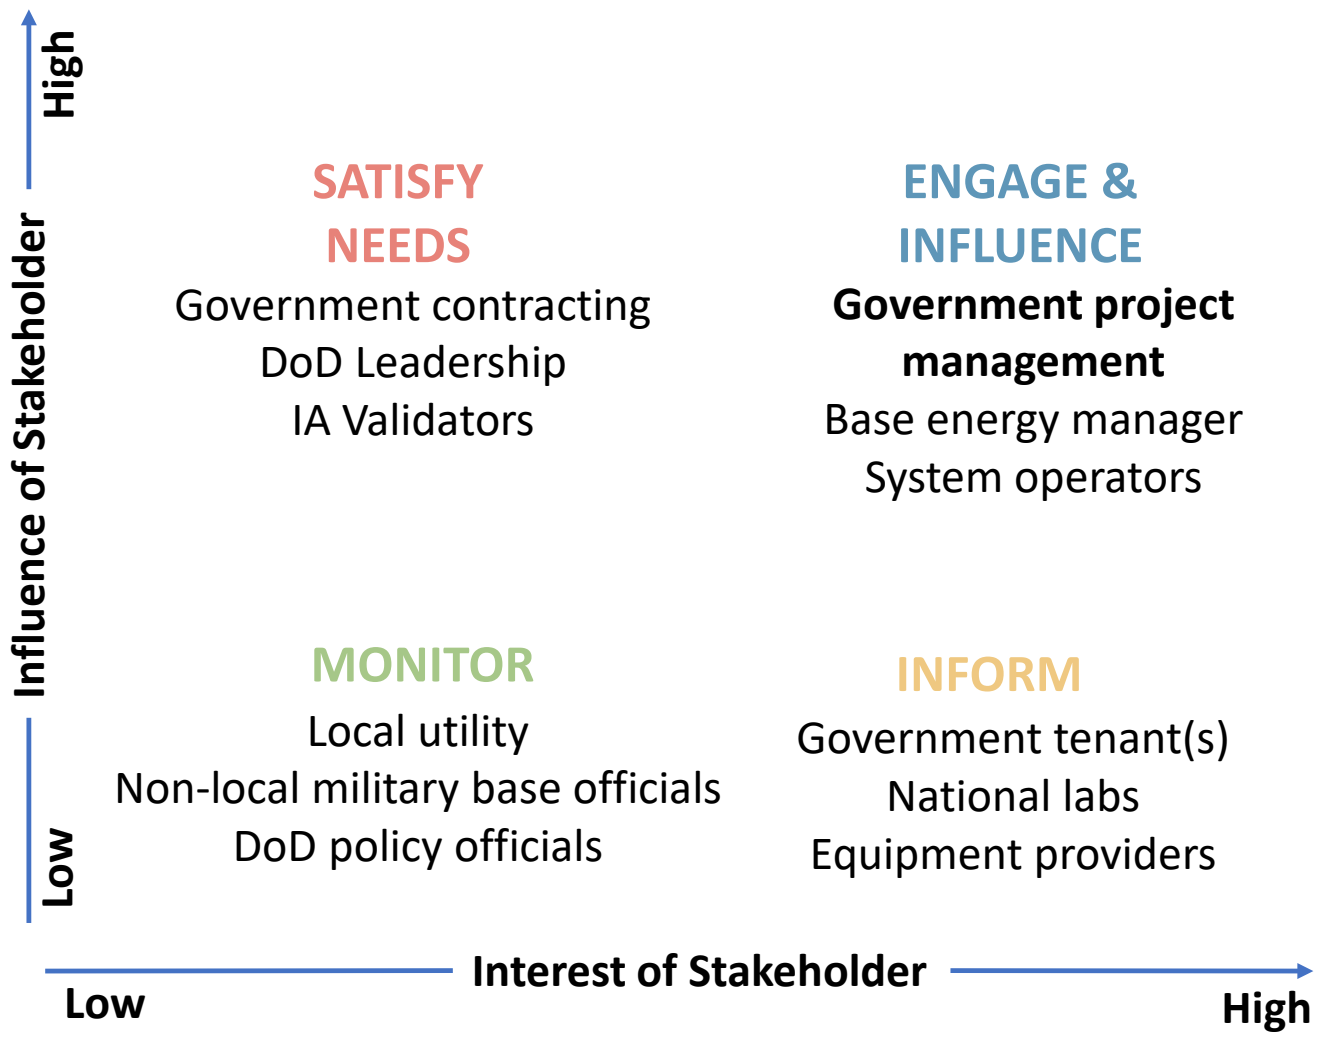 High
Influence of Stakeholder
Low
SATISFY
NEEDS
Government contracting
DoD Leadership
IA Validators
ENGAGE &
INFLUENCE
Government project
management
Base energy manager
System operators
MONITOR
Local utility
Non-local military base officials
DoD policy officials
INFORM
Government tenant(s)
National labs
Equipment providers
Interest of Stakeholder
Low
High